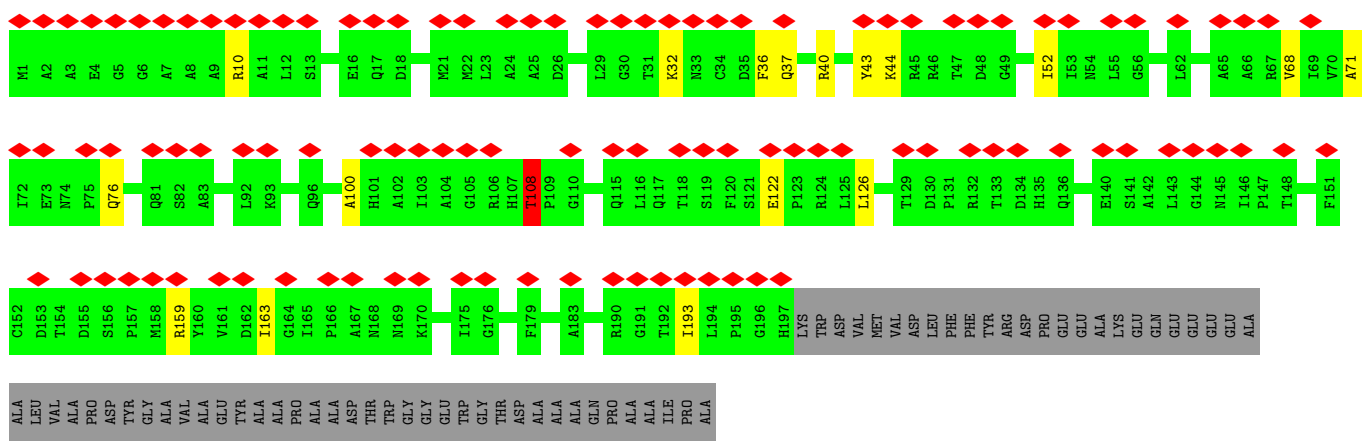 M1 A2 A3 E4 G5 G6 A7 A8 A9 R10 A11 L12 S13 E16 Q17 D18 M21 M22 L23 A24 A25 D26 L29 G30 T31 K32 N33 C34 D35 F36 Q37 R40 Y43 K44 R45 R46 T47 D48 G49 I52 I53 N54 L55 G56 L62 A65 A66 R67 V68 I69 V70 A71
I72 E73 N74 P75 Q76 Q81 S82 A83 L92 K93 Q96 A100 H101 A102 I103 A104 G105 R106 H107 T108 P109 G110 Q115 L116 Q117 T118 S119 F120 S121 E122 P123 R124 L125 L126 T129 D130 P131 R132 T133 D134 H135 Q136 E140 S141 A142 L143 G144 N145 I146 P147 T148 F151
C152 D153 T154 D155 S156 P157 M158 R159 Y160 V161 D162 I163 G164 I165 P166 A167 N168 N169 K170 I175 G176 F179 A183 R190 G191 T192 I193 L194 P195 G196 H197 LYS TRP ASP VAL MET VAL ASP LEU PHE PHE TYR ARG ASP PRO GLU GLU ALA LYS GLU GLN GLU GLU GLU GLU ALA
ALA LEU VAL ALA PRO ASP TYR GLY ALA VAL ALA GLU TYR ALA ALA PRO ALA ALA ASP THR TRP GLY GLY GLU TRP GLY THR ASP ALA ALA ALA GLN PRO ALA ALA ILE PRO ALA